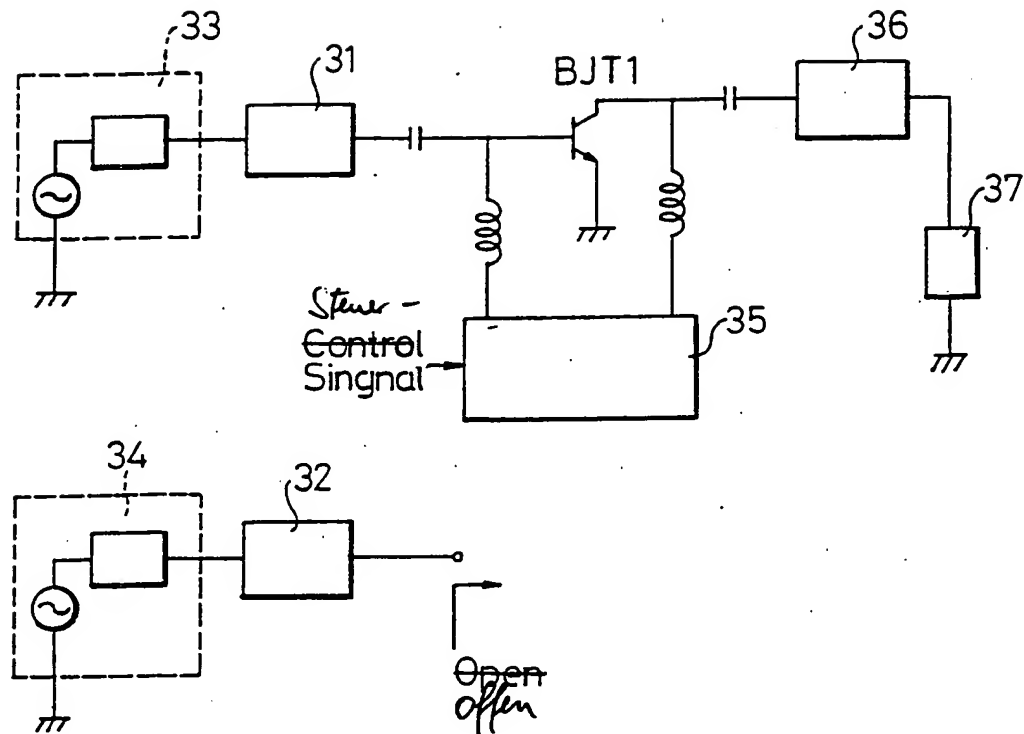 33
31
BJT1
36
37
Steuer-
Control
Singnal
35
34
32
Open
offen